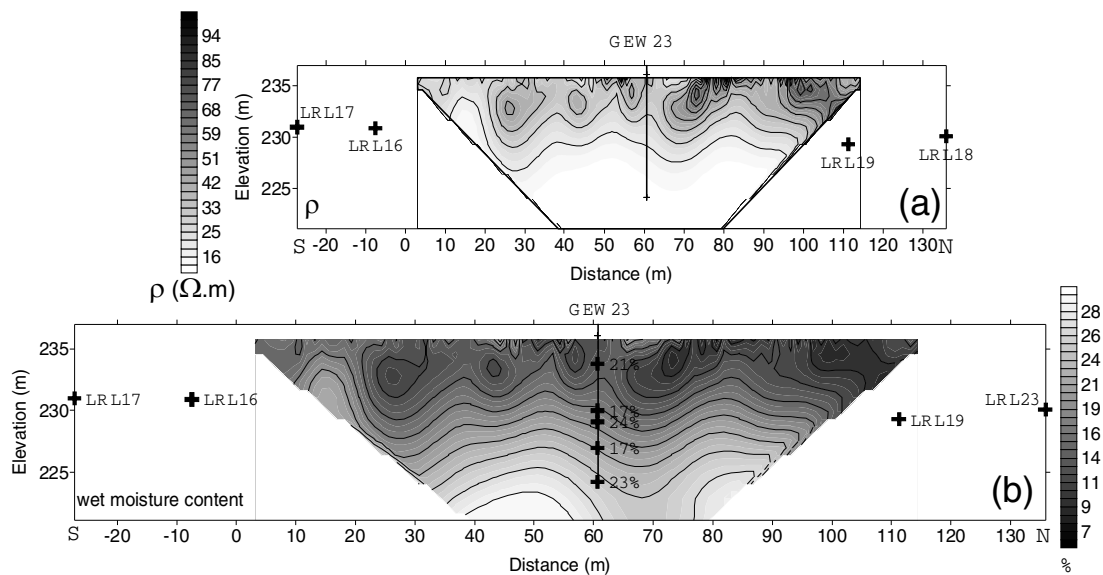 94
85
77
68
59
51
42
33
25
16
ρ (Ω.m)
GEW 23
Elevation (m)
235
230
225
LRL17
LRL16
LRL19
LRL18
ρ
(a)
S -20 -10 0 10 20 30 40 50 60 70 80 90 100 110 120 130 N
Distance (m)
GEW 23
Elevation (m)
235
230
225
LRL17
LRL16
21%
17%
24%
17%
23%
LRL23
LRL19
wet moisture content
(b)
S -20 -10 0 10 20 30 40 50 60 70 80 90 100 110 120 130 N
Distance (m)
28
26
24
23
21
19
18
16
14
13
11
9
7
%